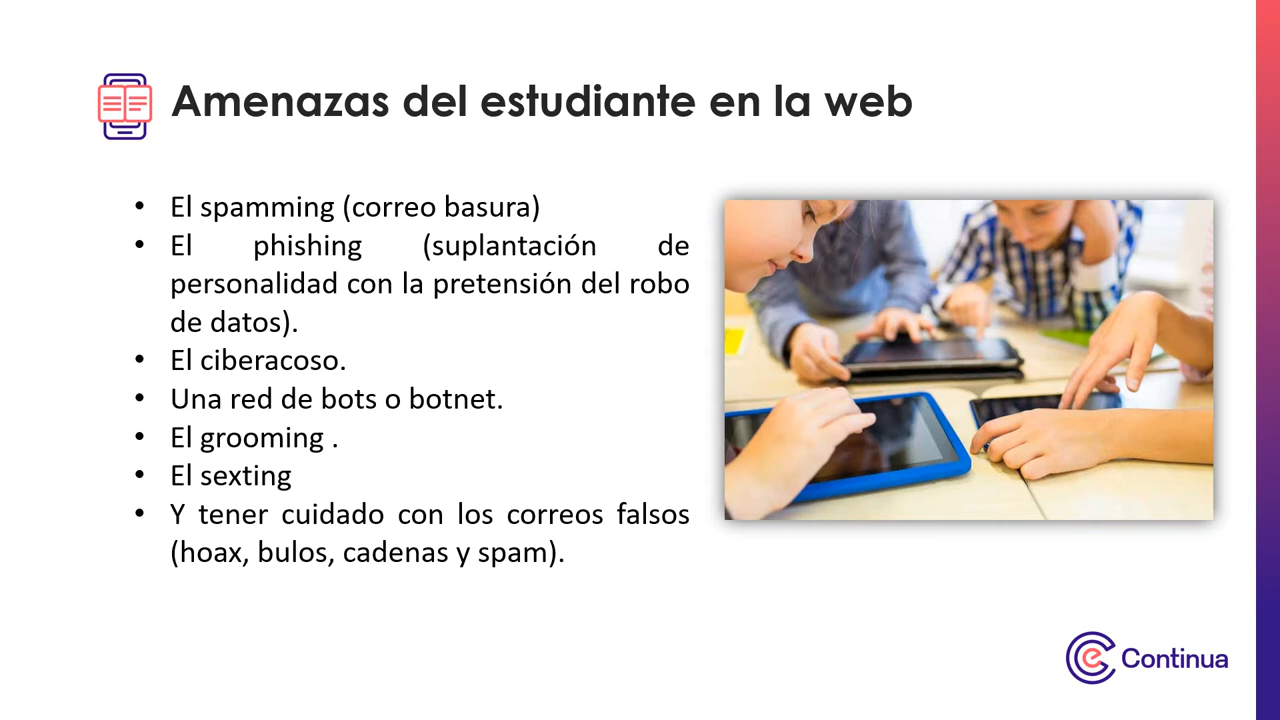 Amenazas del estudiante en la web
• El spamming (correo basura)
• El phishing (suplantación de
personalidad con la pretensión del robo
de datos).
• El ciberacoso.
• Una red de bots o botnet.
• El grooming .
• El sexting
• Y tener cuidado con los correos falsos
(hoax, bulos, cadenas y spam).
e Continua